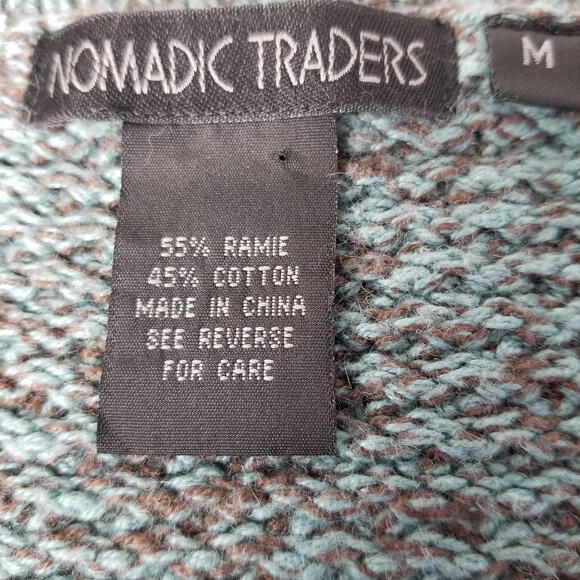 NOMADIC TRADERS
M
55% RAMIE
45% COTTON
MADE IN CHINA
SEE REVERSE
FOR CARE